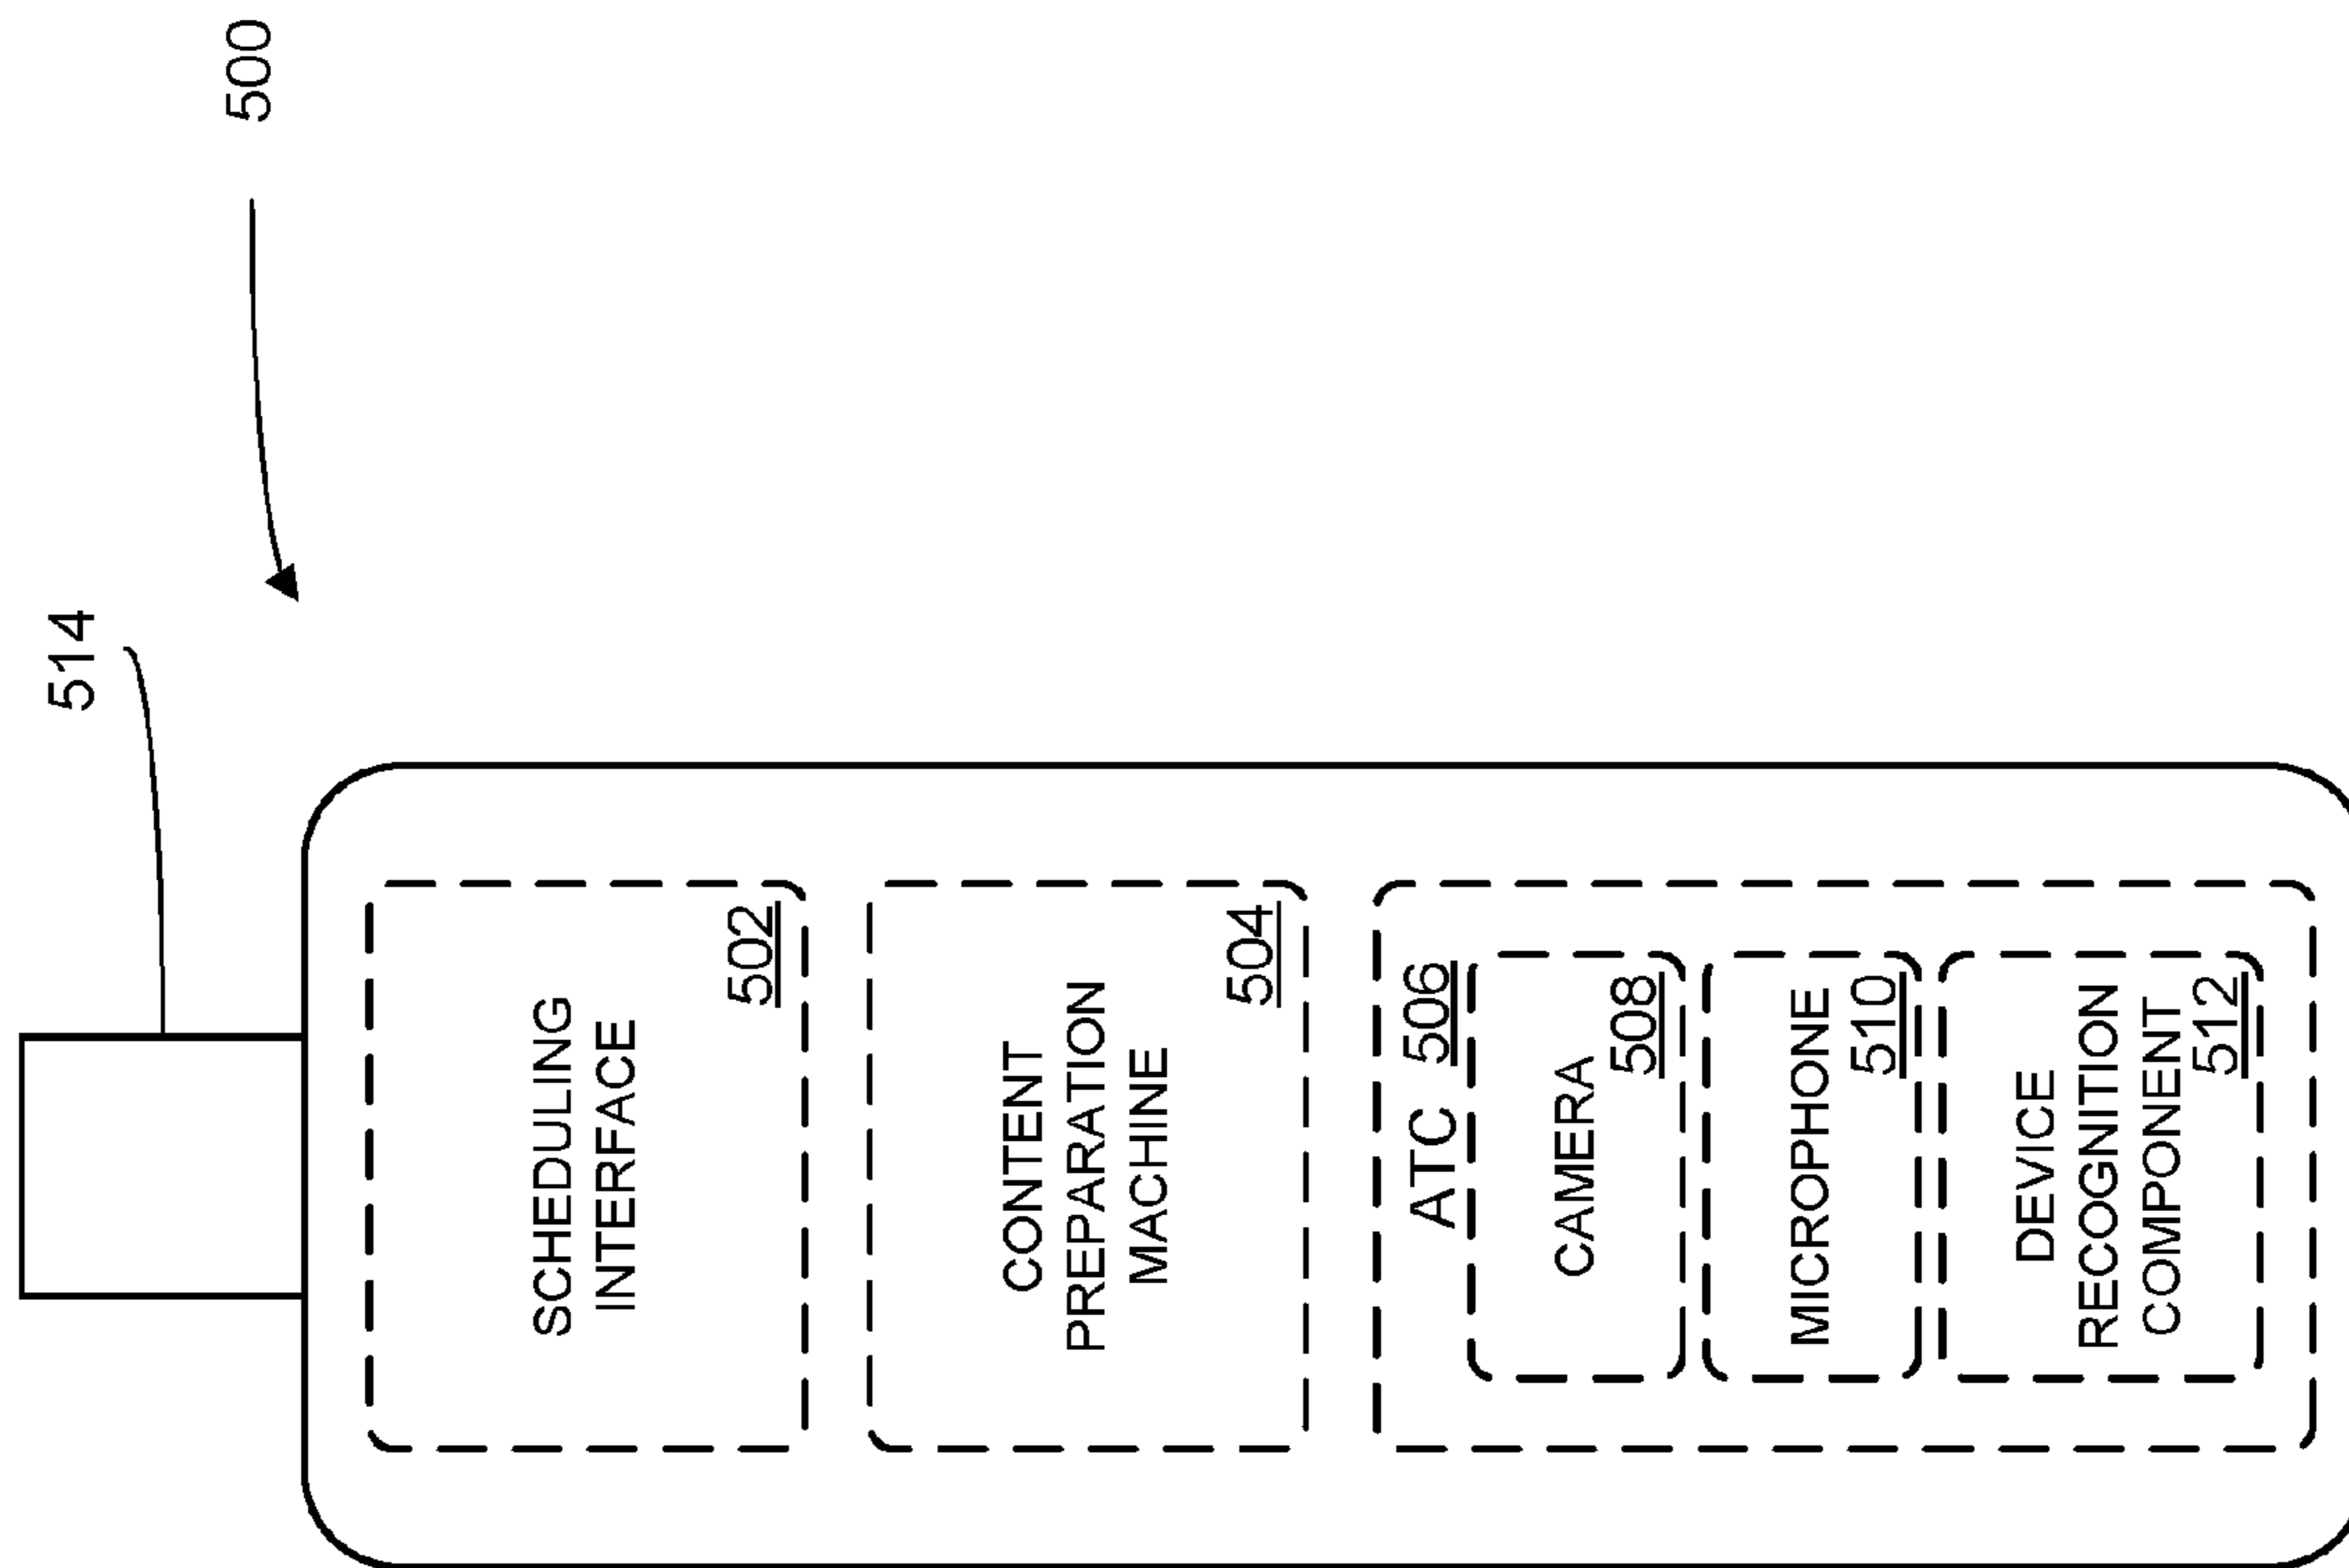 500
514
SCHEDULING
INTERFACE
502
CONTENT
PREPARATION
MACHINE
504
ATC 506
CAMERA
508
MICROPHONE
510
DEVICE
RECOGNITION
COMPONENT
512